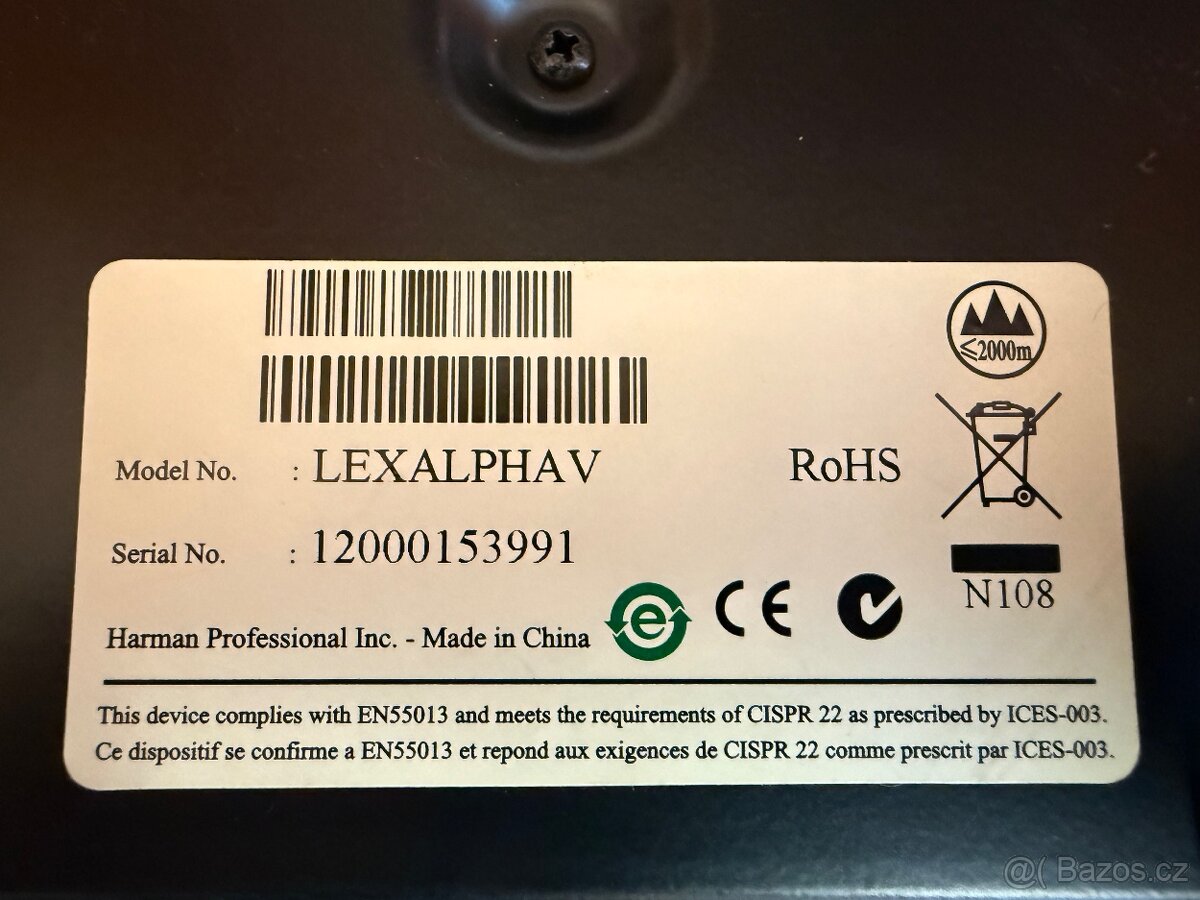 ≤2000m
Model No. : LEXALPHAV
RoHS
Serial No. : 12000153991
N108
Harman Professional Inc. - Made in China
e
CE
This device complies with EN55013 and meets the requirements of CISPR 22 as prescribed by ICES-003.
Ce dispositif se confirme a EN55013 et repond aux exigences de CISPR 22 comme prescrit par ICES-003.
@( Bazos.cz